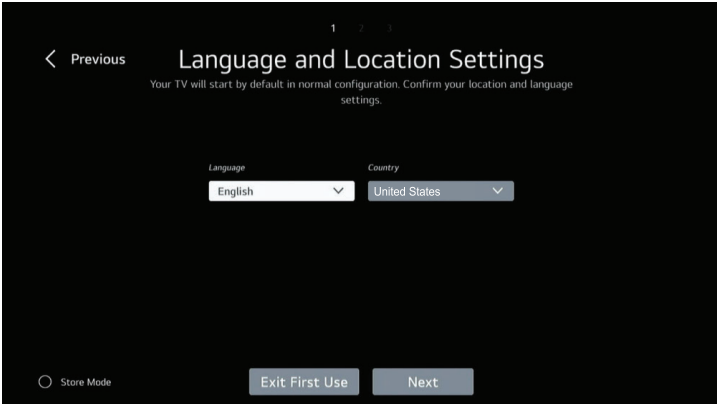 1 2 3
Previous
Language and Location Settings
Your TV will start by default in normal configuration. Confirm your location and language
settings.
Language Country
English United States
Store Mode Exit First Use Next